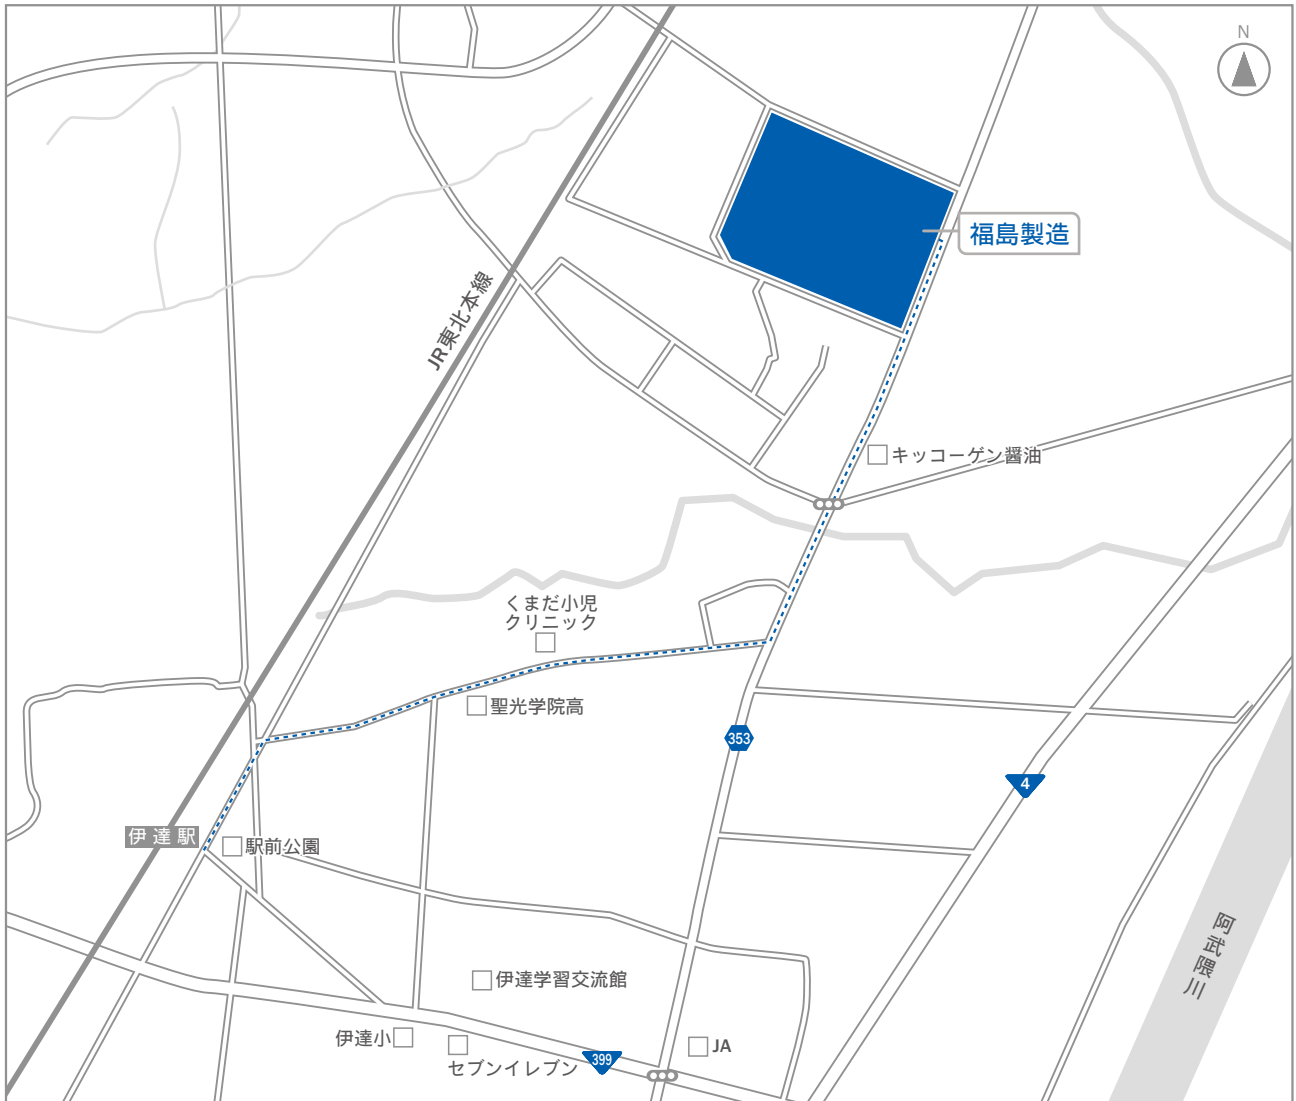 N
福島製造
JR東北本線
キッコーゲン醤油
くまだ小児
クリニック
聖光学院高
353
4
伊達駅
駅前公園
阿武隈川
伊達学習交流館
伊達小
セブンイレブン
399
JA